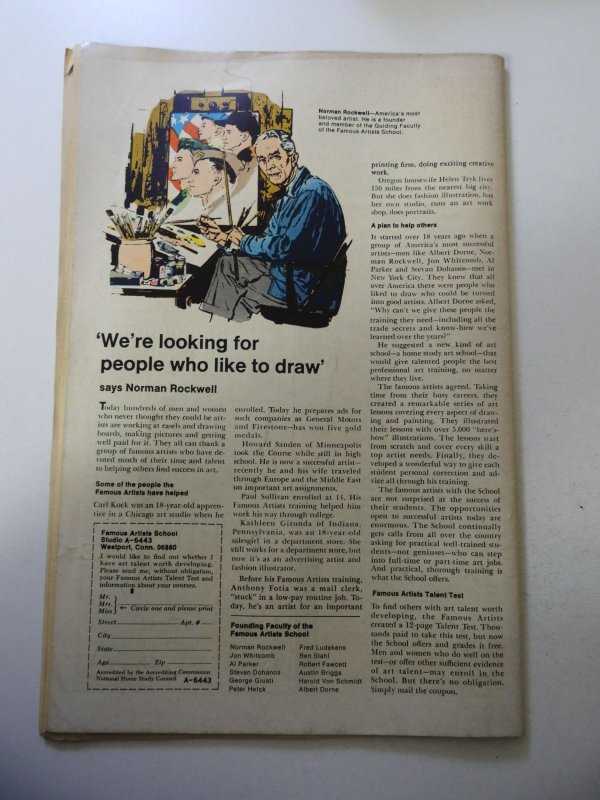 Norman Rockwell—America's most
beloved artist. He is a founder
and member of the Guiding Faculty
of the Famous Artists School.
'We're looking for
people who like to draw'
says Norman Rockwell
Today hundreds of men and women
who never thought they could be art-
ists are working at easels and drawing
boards, making pictures and getting
well paid for it. They all can thank a
group of famous artists who have de-
voted much of their time and talent
to helping others find success in art.
Some of the people the
Famous Artists have helped
Carl Kock was an 18-year-old appren-
tice in a Chicago art studio when he
enrolled. Today he prepares ads for
such companies as General Motors
and Firestone—has won five gold
medals.
Howard Sanden of Minneapolis
took the Course while still in high
school. He is now a successful artist—
recently he and his wife traveled
through Europe and the Middle East
on important art assignments.
Paul Sullivan enrolled at 14. His
Famous Artists training helped him
work his way through college.
Kathleen Gironda of Indiana,
Pennsylvania, was an 18-year-old
salesgirl in a department store. She
still works for a department store, but
now it's as an advertising artist and
fashion illustrator.
Before his Famous Artists training,
Anthony Fotia was a mail clerk,
"stuck" in a low-pay routine job. To-
day, he's an artist for an important
printing firm, doing exciting creative
work.
Oregon housewife Helen Tryk lives
150 miles from the nearest big city.
But she does fashion illustration, has
her own studio, runs an art work
shop, does portraits.
A plan to help others
It started over 18 years ago when a
group of America's most successful
artists—men like Albert Dorne, Nor-
man Rockwell, Jon Whitcomb, Al
Parker and Stevan Dohanos—met in
New York City. They knew that all
over America there were people who
liked to draw who could be turned
into good artists. Albert Dorne asked,
"Why can't we give these people the
training they need—including all the
trade secrets and know-how we've
learned over the years?"
He suggested a new kind of art
school—a home study art school—that
would give talented people the best
professional art training, no matter
where they live.
The famous artists agreed. Taking
time from their busy careers, they
created a remarkable series of art
lessons covering every aspect of draw-
ing and painting. They illustrated
their lessons with over 5,000 "here's-
how" illustrations. The lessons start
from scratch and cover every skill a
top artist needs. Finally, they de-
veloped a wonderful way to give each
student personal correction and ad-
vice all through his training.
The famous artists with the School
are not surprised at the success of
their students. The opportunities
open to successful artists today are
enormous. The School continually
gets calls from all over the country
asking for practical well-trained stu-
dents—not geniuses—who can step
into full-time or part-time art jobs.
And practical, thorough training is
what the School offers.
Famous Artists Talent Test
To find others with art talent worth
developing, the Famous Artists
created a 12-page Talent Test. Thou-
sands paid to take this test, but now
the School offers and grades it free.
Men and women who do well on the
test—or offer other sufficient evidence
of art talent—may enroll in the
School. But there's no obligation.
Simply mail the coupon.
Famous Artists School
Studio A-6443
Westport, Conn. 06880
I would like to find out whether I
have art talent worth developing.
Please send me, without obligation,
your Famous Artists Talent Test and
information about your courses.
Mr.
Mrs.
Miss
← Circle one and please print
Street Apt. #
City
State
Age Zip
Accredited by the Accrediting Commission
National Home Study Council A-6443
Founding Faculty of the
Famous Artists School
Norman Rockwell
Jon Whitcomb
Al Parker
Stevan Dohanos
George Giusti
Peter Helck
Fred Ludekens
Ben Stahl
Robert Fawcett
Austin Briggs
Harold Von Schmidt
Albert Dorne